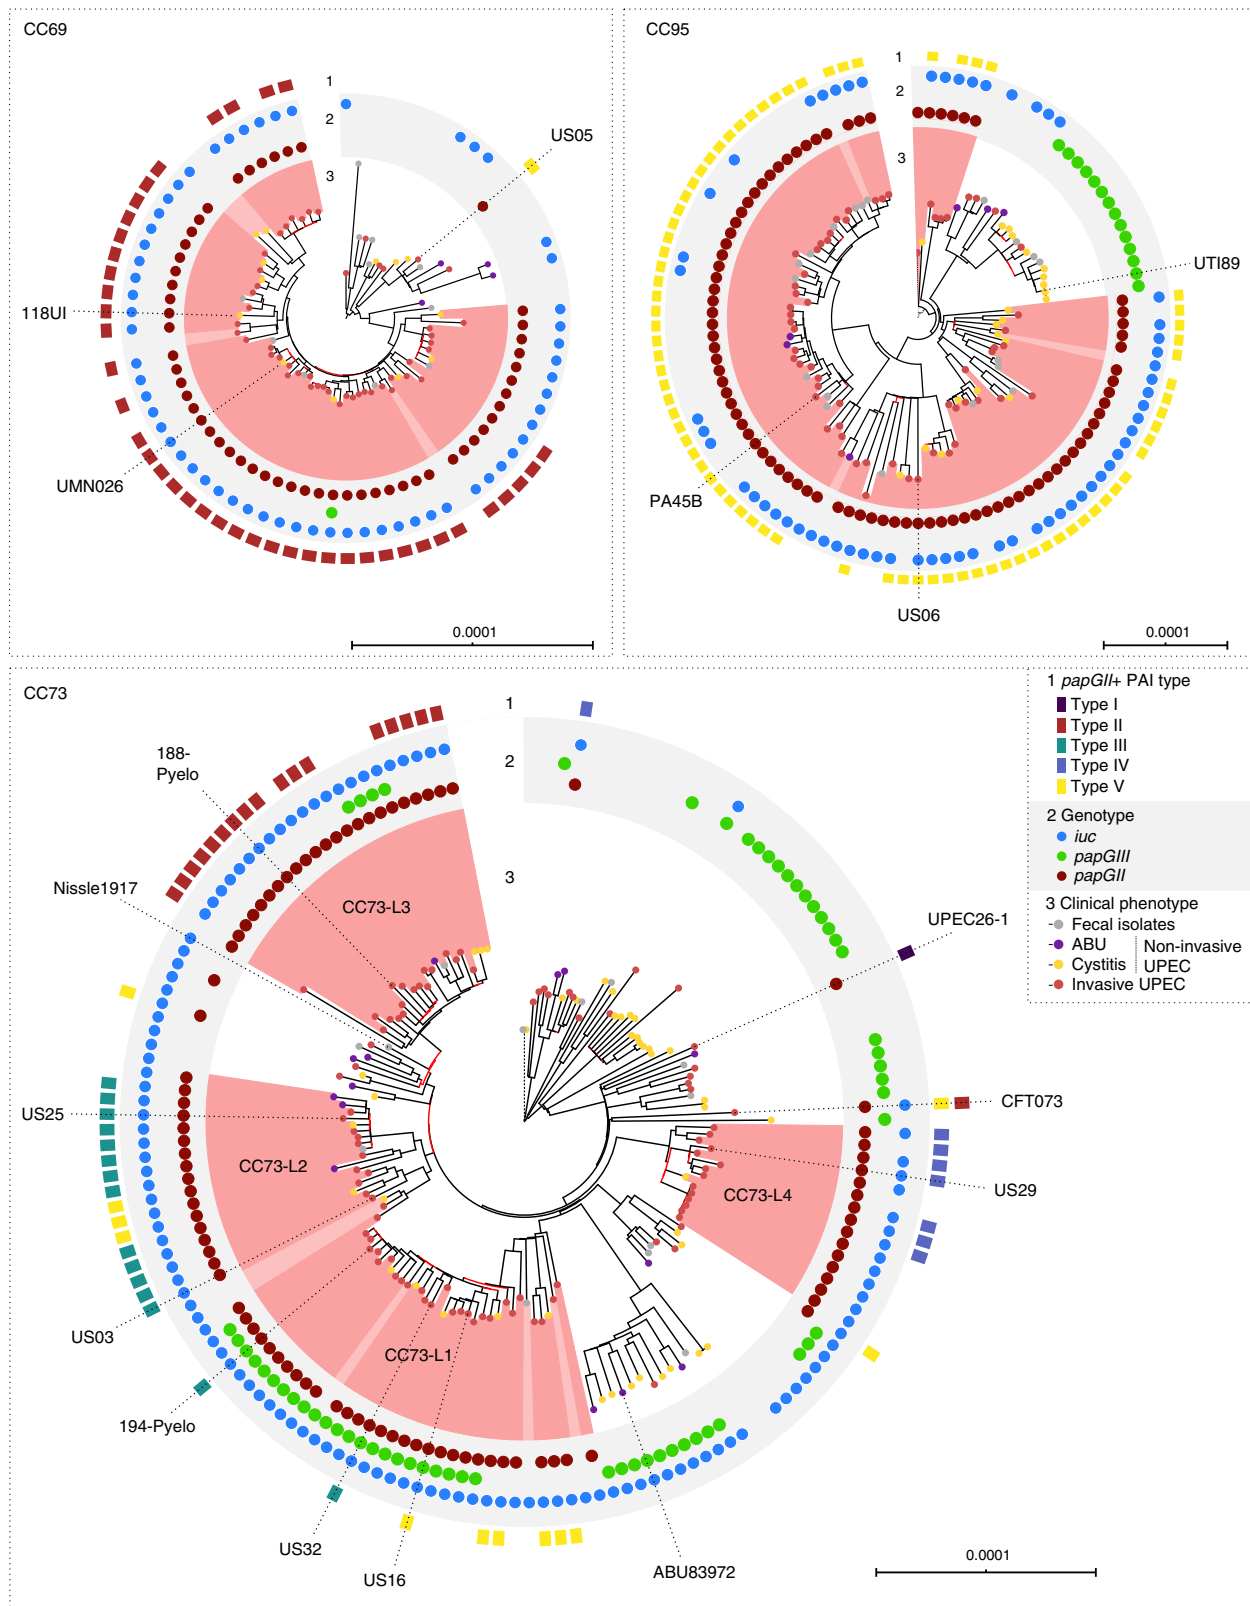 CC69
1
2
3
US05
118UI
UMN026
0.0001
CC95
1
2
3
UTI89
PA45B
US06
0.0001
CC73
1
2
3
188-
Pyelo
Nissle1917
CC73-L3
UPEC26-1
US25
CC73-L2
CFT073
CC73-L4
US29
US03
CC73-L1
194-Pyelo
US32
US16
ABU83972
0.0001
1 papGII+ PAI type
Type I
Type II
Type III
Type IV
Type V
2 Genotype
iuc
papGIII
papGII
3 Clinical phenotype
Fecal isolates
ABU
Cystitis
Non-invasive
UPEC
Invasive UPEC